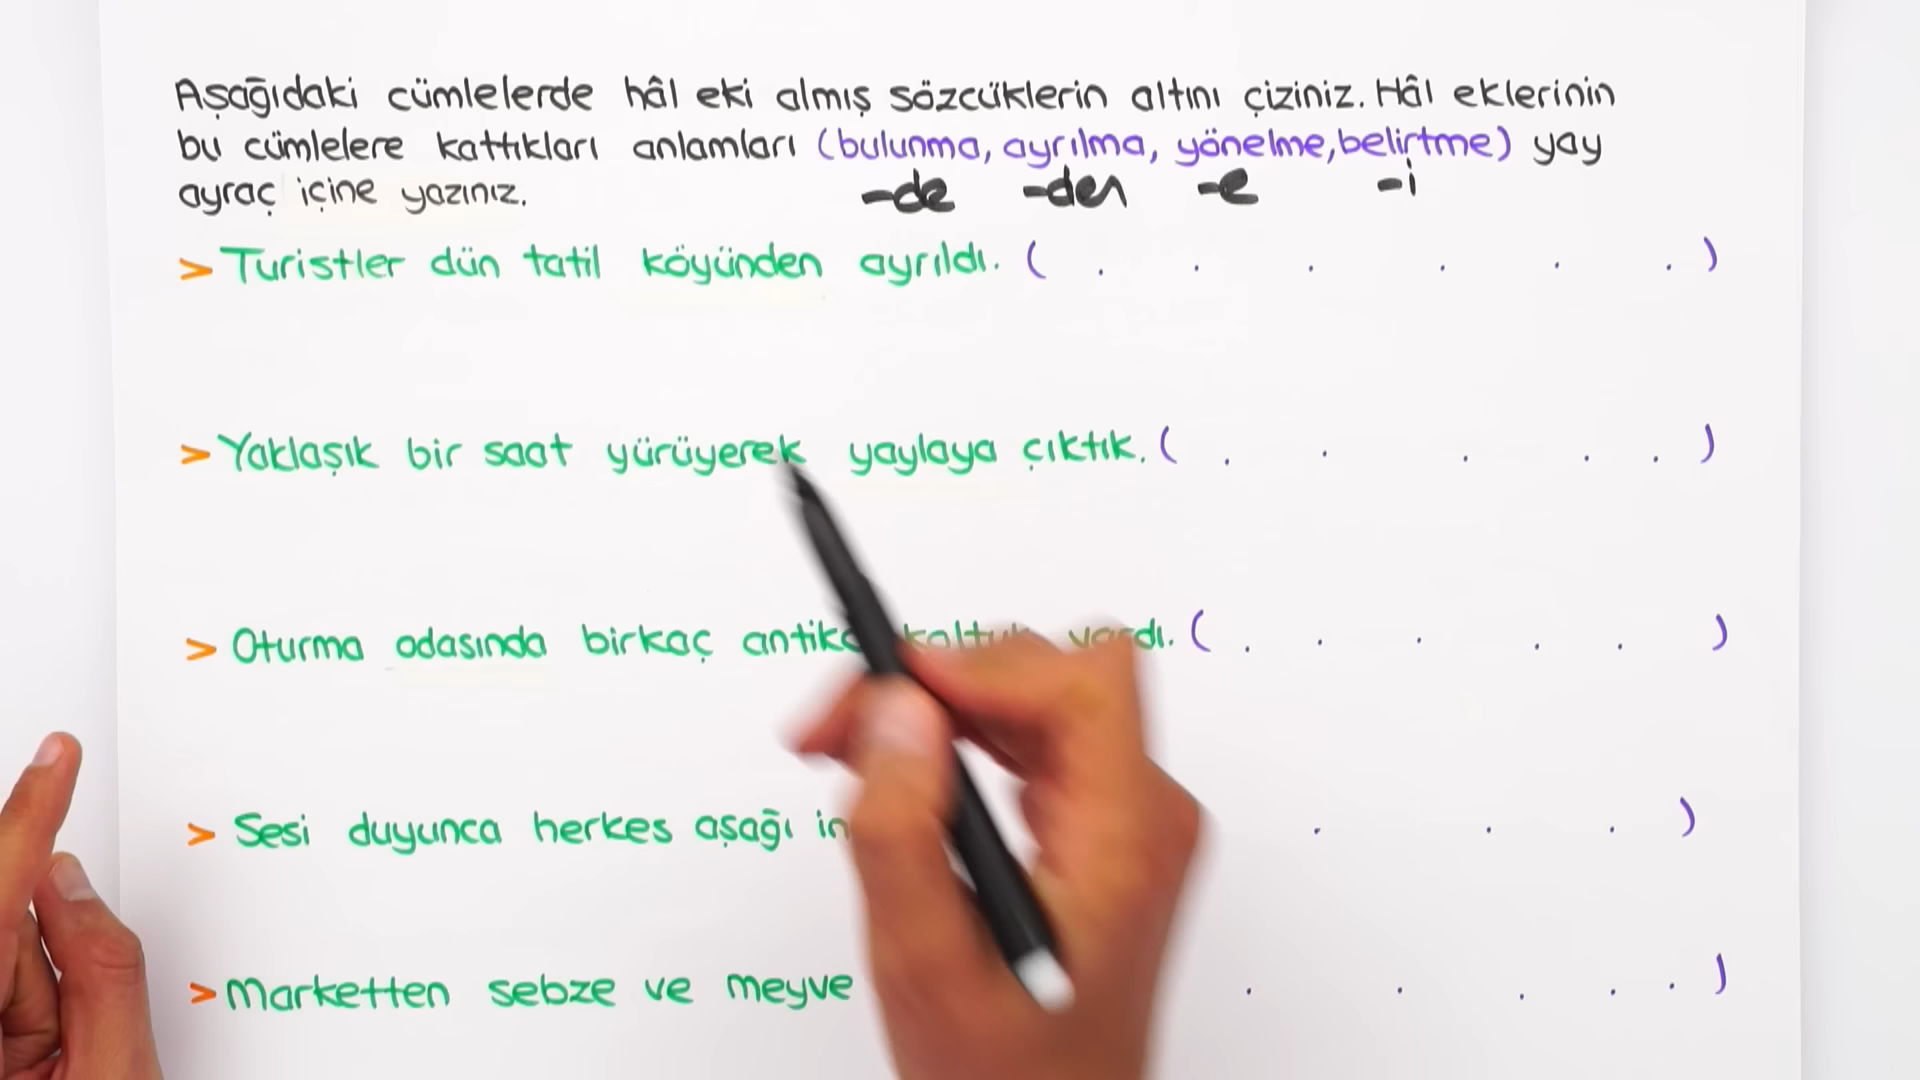 Aşağıdaki cümlelerde hâl eki almış sözcüklerin altını çiziniz. Hâl eklerinin
bu cümlelere kattıkları anlamları (bulunma, ayrılma, yönelme, belirtme) yay
ayraç içine yazınız.
-de -den -e -i
> Turistler dün tatil köyünden ayrıldı. ( . . . . . . )
> Yaklaşık bir saat yürüyerek yaylaya çıktık. ( . . . . . )
> Oturma odasında birkaç antika koltuk vardı. ( . . . . . )
> Sesi duyunca herkes aşağı . . . )
> Marketten sebze ve meyve . . . . . )